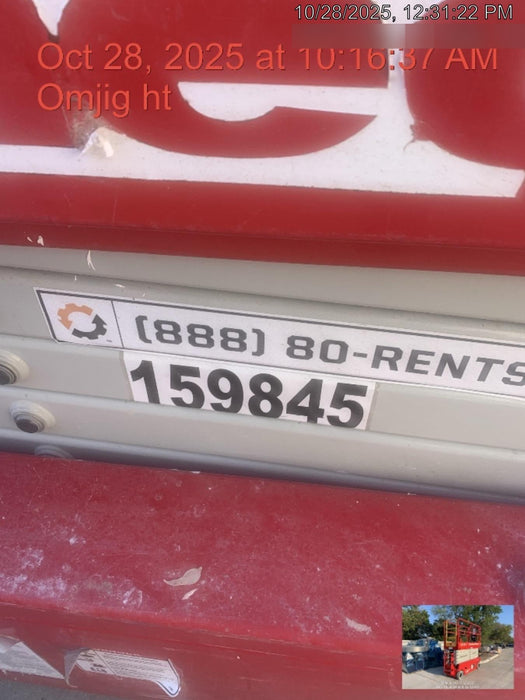 10/28/2025, 12:31:22 PM
Oct 28, 2025 at 10:16:37 AM
Omjig ht
(888) 80-RENTS
159845